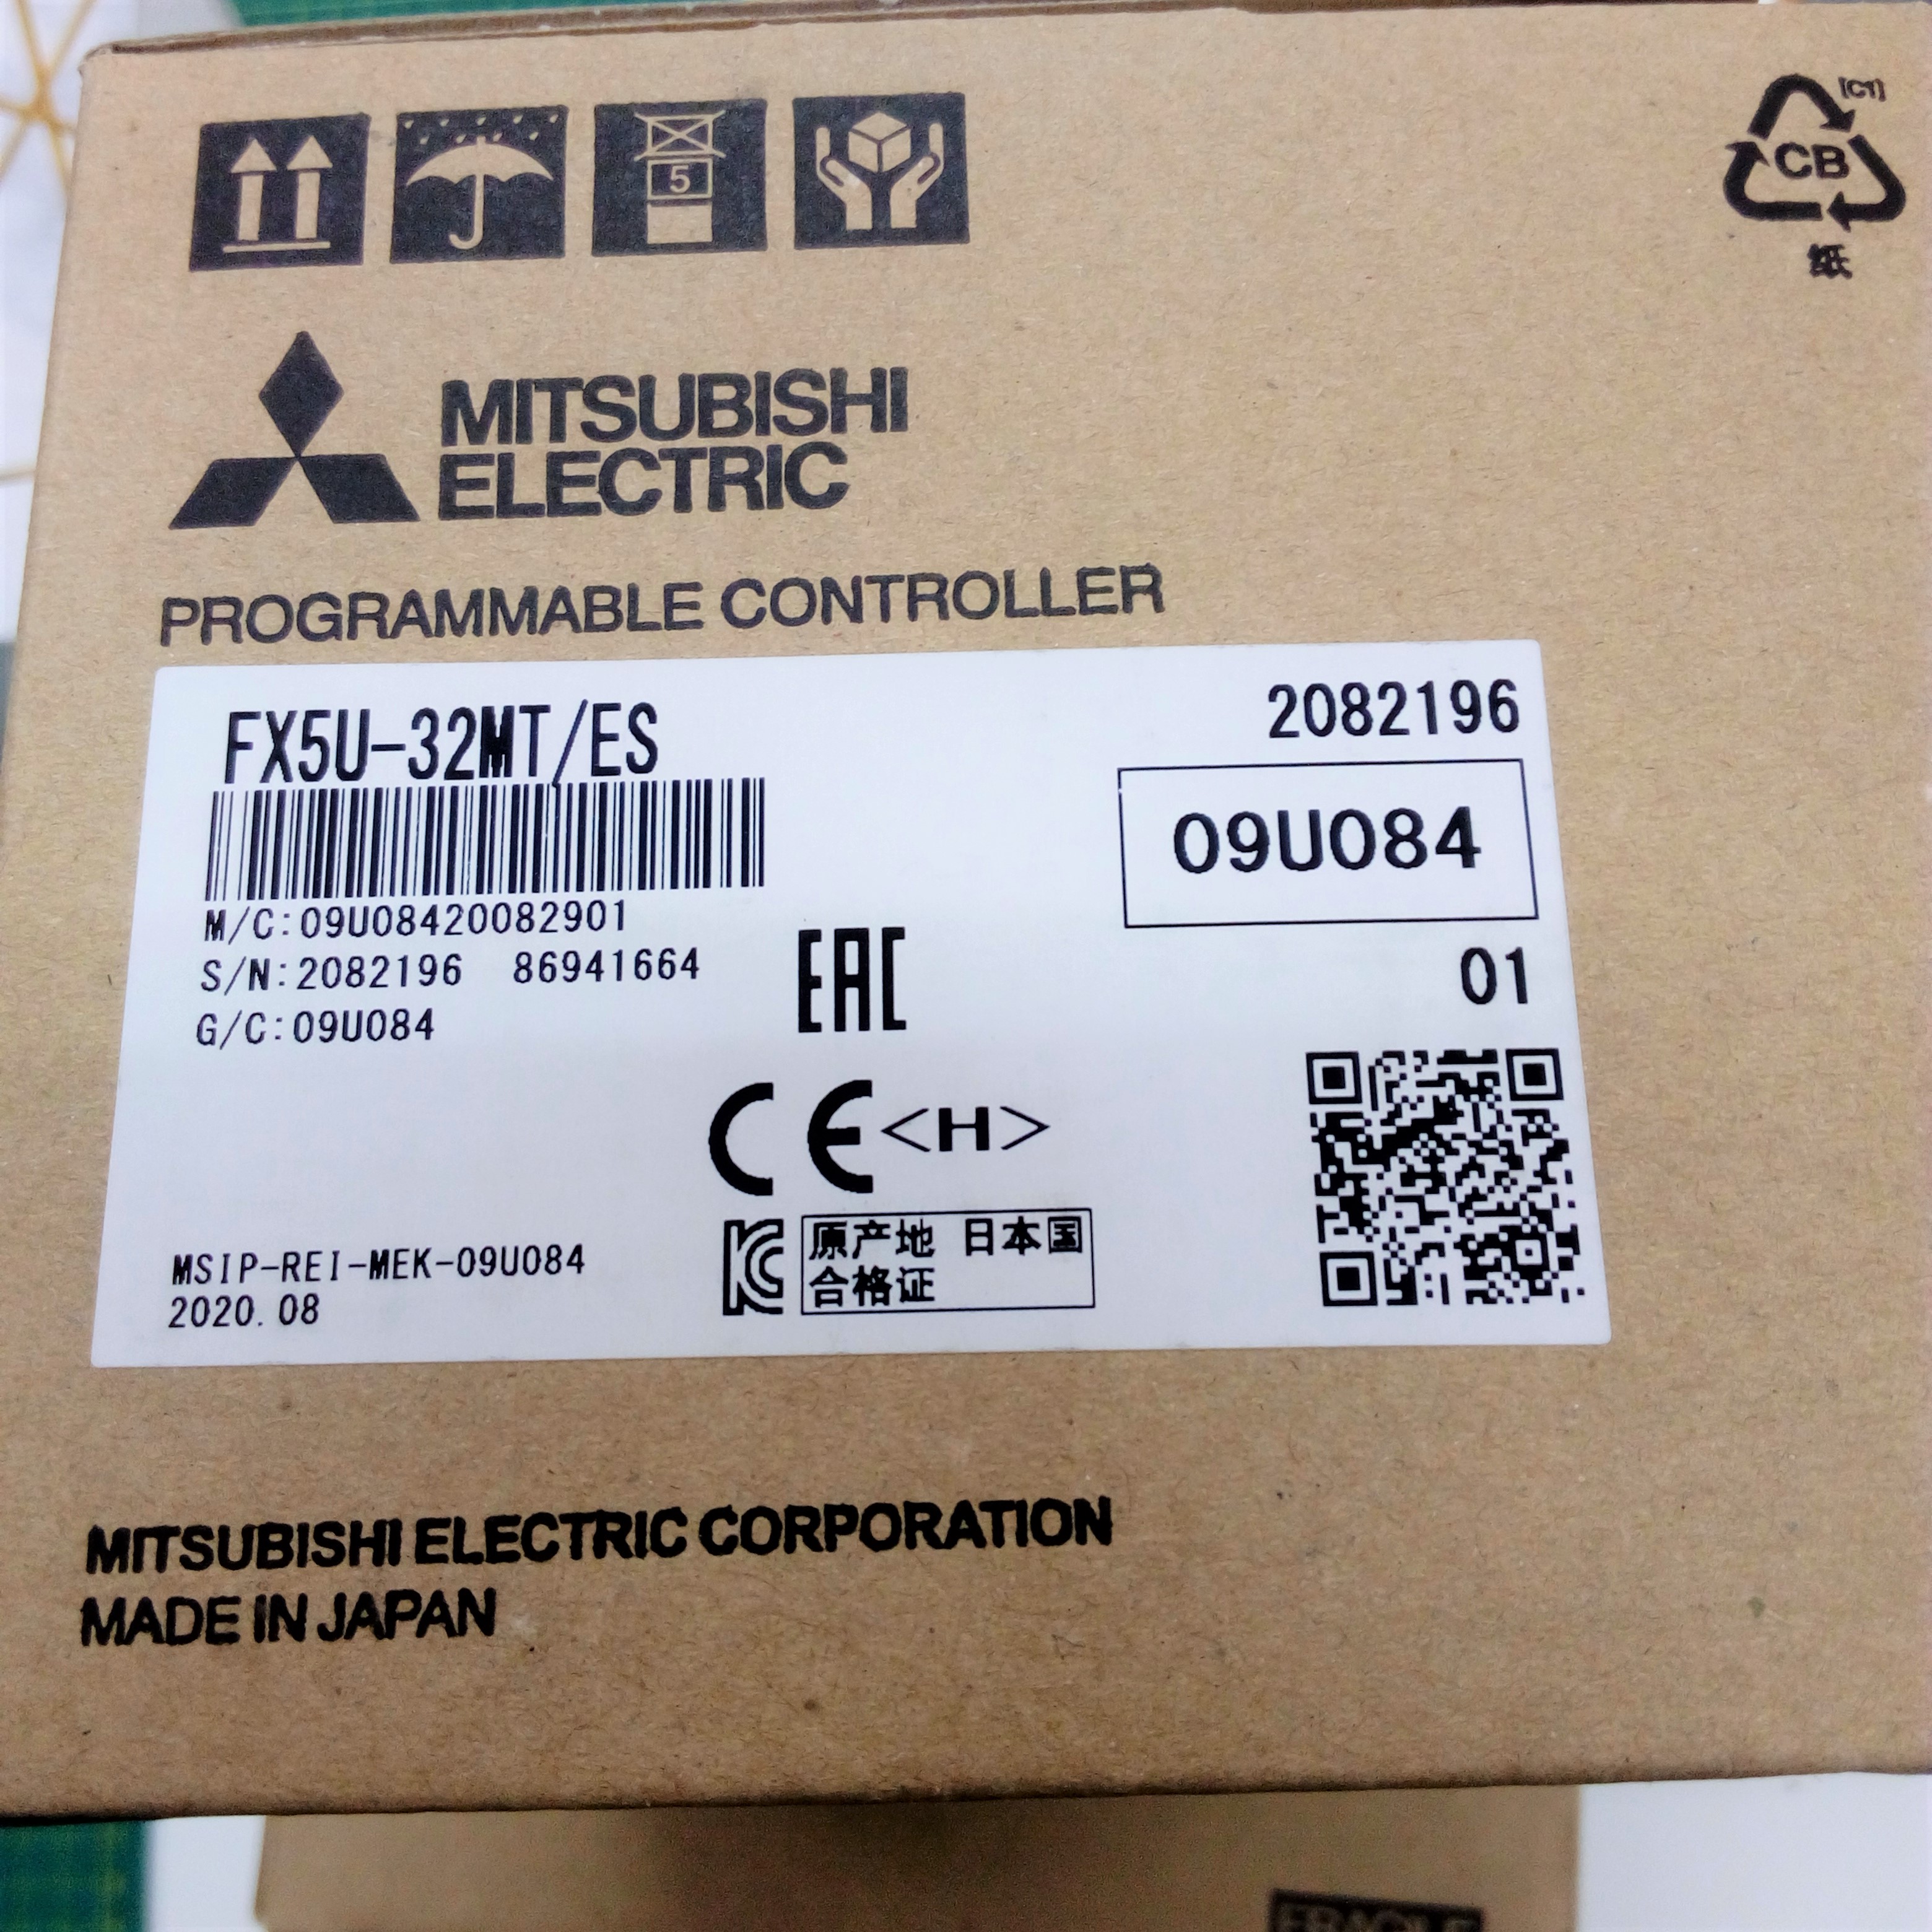 [C1]
CB
纸
5
MITSUBISHI
ELECTRIC
PROGRAMMABLE CONTROLLER
FX5U-32MT/ES
2082196
09U084
M/C:09U08420082901
S/N:2082196 86941664
G/C:09U084
EAC
01
CE<H>
MSIP-REI-MEK-09U084
2020.08
KC
原产地 日本国
合格证
MITSUBISHI ELECTRIC CORPORATION
MADE IN JAPAN
FRAGILE